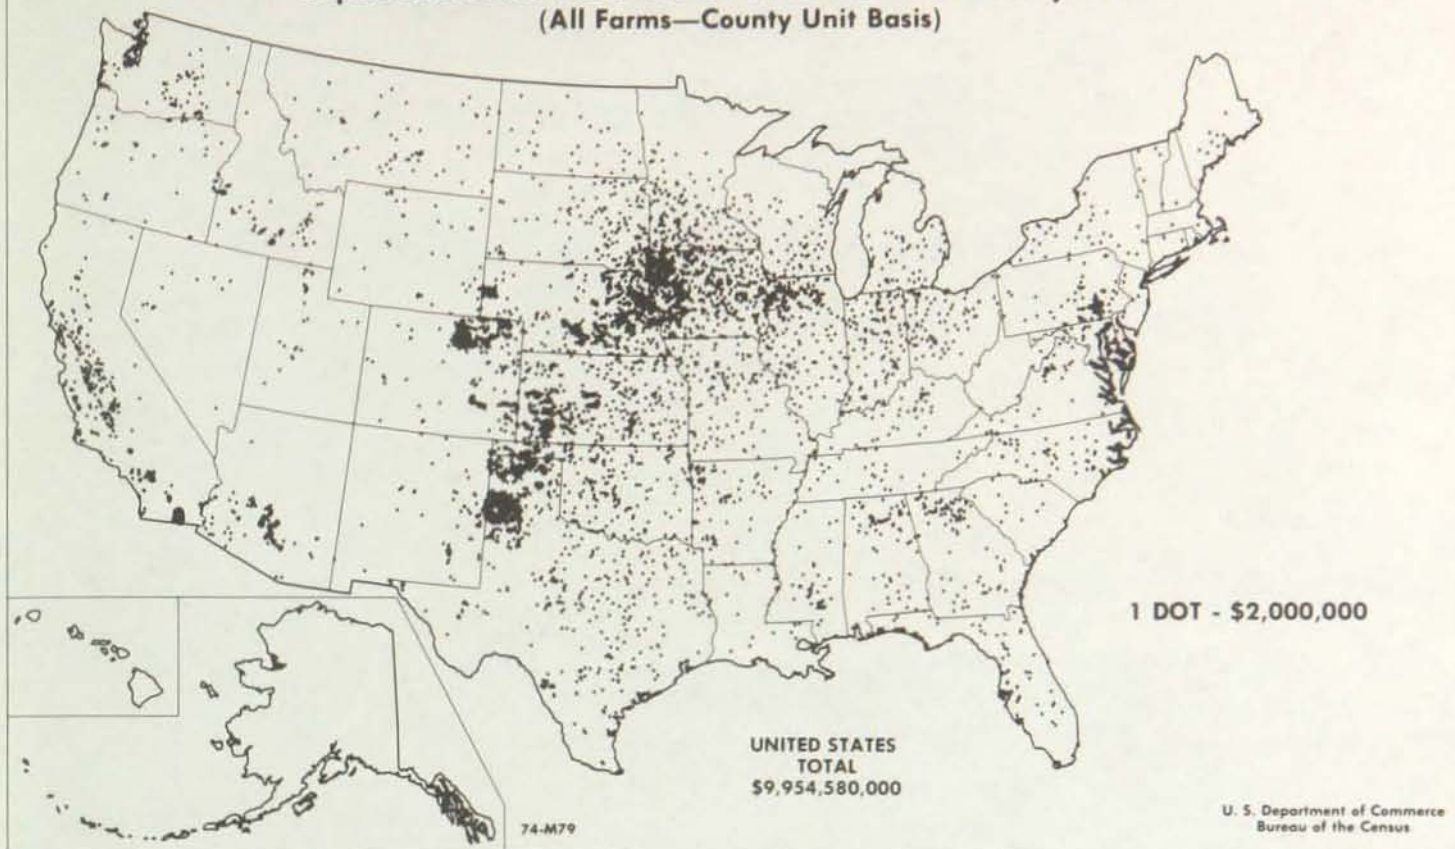 (All Farms—County Unit Basis)
1 DOT - $2,000,000
UNITED STATES
TOTAL
$9,954,580,000
74-M79
U. S. Department of Commerce
Bureau of the Census